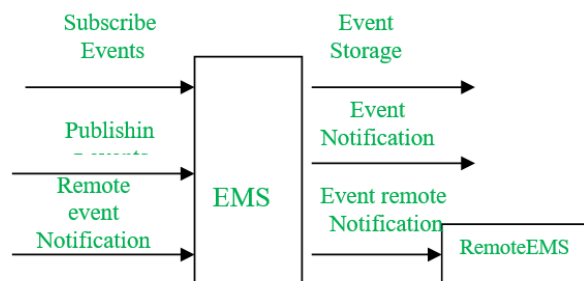 Subscribe
Events
Event
Storage
Publishin
Event
Notification
Remote
event
Notification
EMS
Event remote
Notification
RemoteEMS